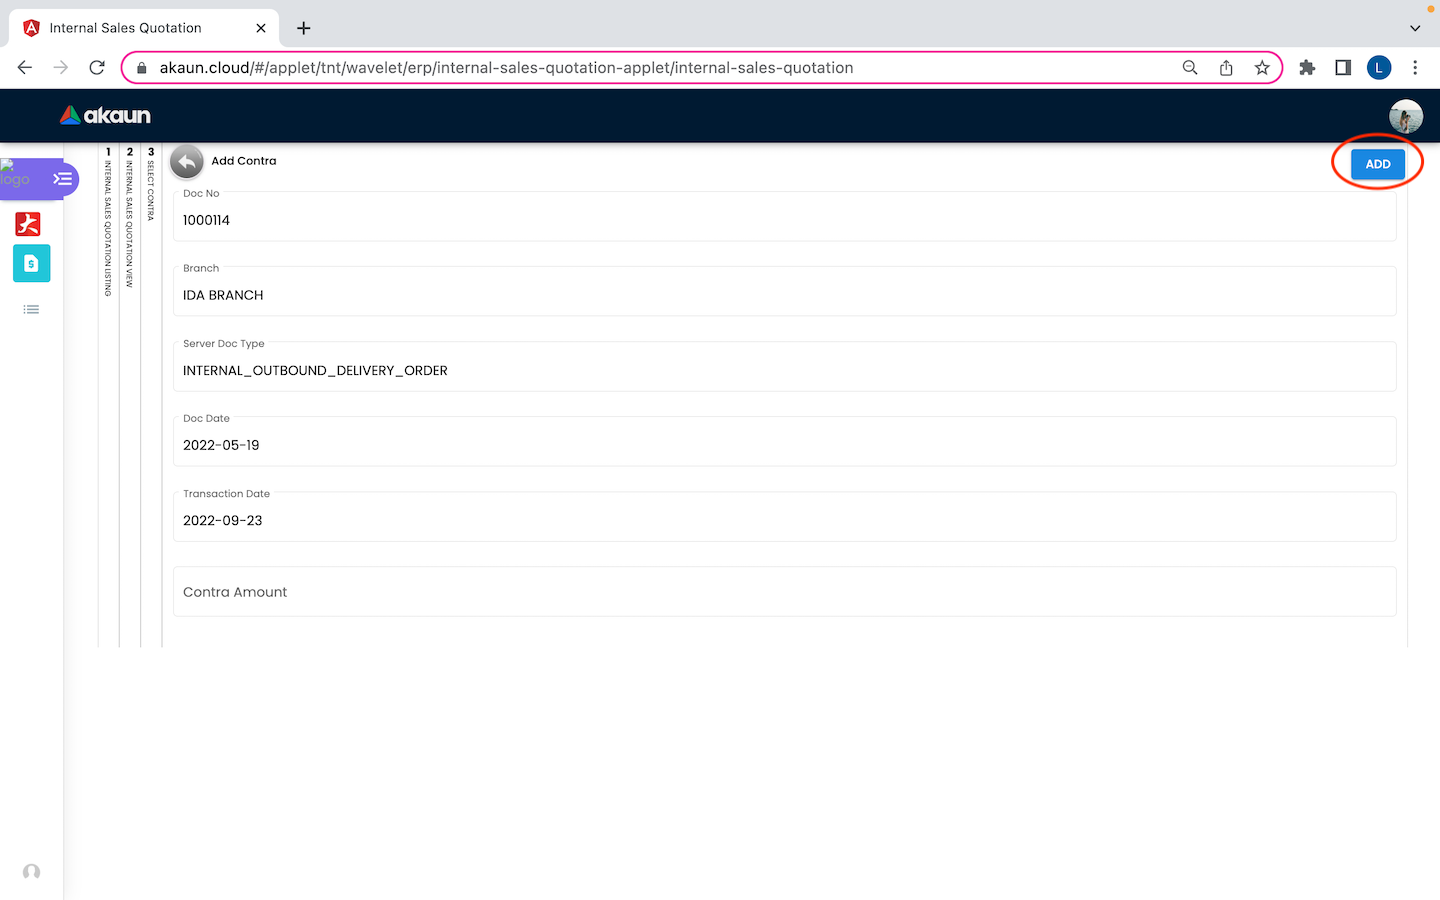 Internal Sales Quotation
akaun.cloud/#/applet/tnt/wavelet/erp/internal-sales-quotation-applet/internal-sales-quotation
L
akaun
logo
1 INTERNAL SALES QUOTATION LISTING
2 INTERNAL SALES QUOTATION VIEW
3 SELECT CONTRA
Add Contra
ADD
Doc No
1000114
Branch
IDA BRANCH
Server Doc Type
INTERNAL_OUTBOUND_DELIVERY_ORDER
Doc Date
2022-05-19
Transaction Date
2022-09-23
Contra Amount